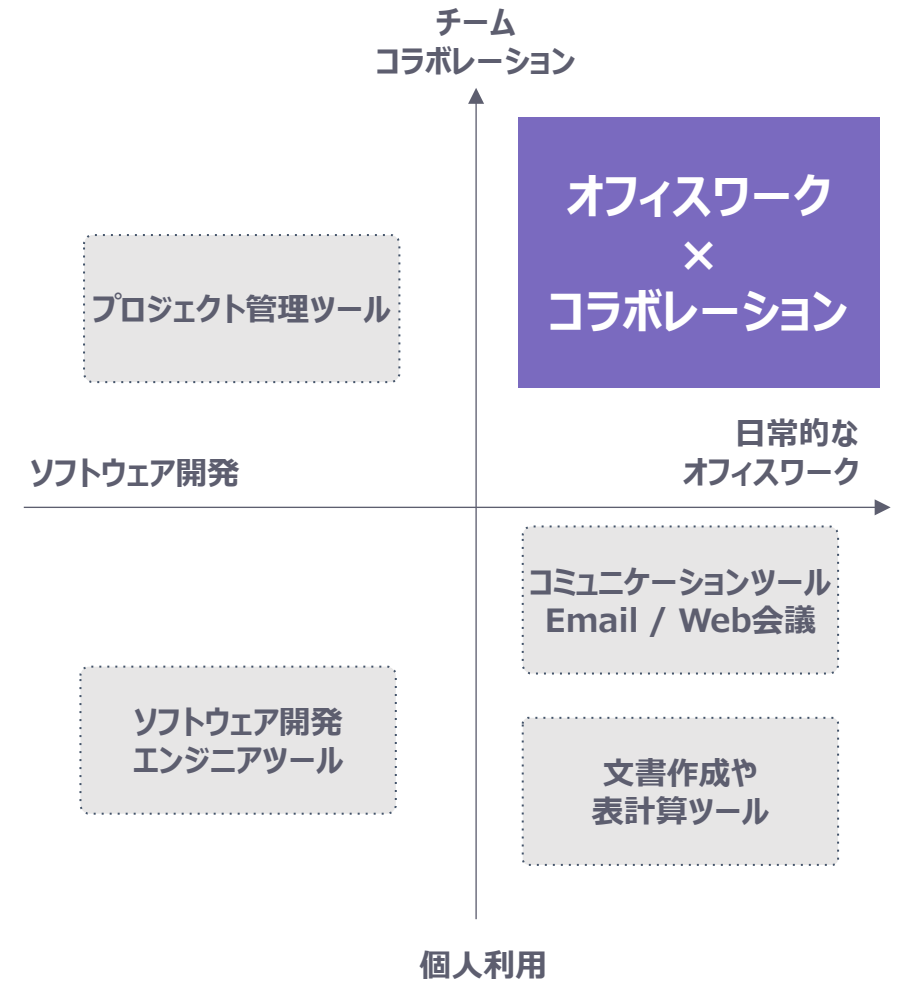 チーム
コラボレーション
オフィスワーク
×
コラボレーション
プロジェクト管理ツール
日常的な
オフィスワーク
ソフトウェア開発
コミュニケーションツール
Email / Web会議
ソフトウェア開発
エンジニアツール
文書作成や
表計算ツール
個人利用